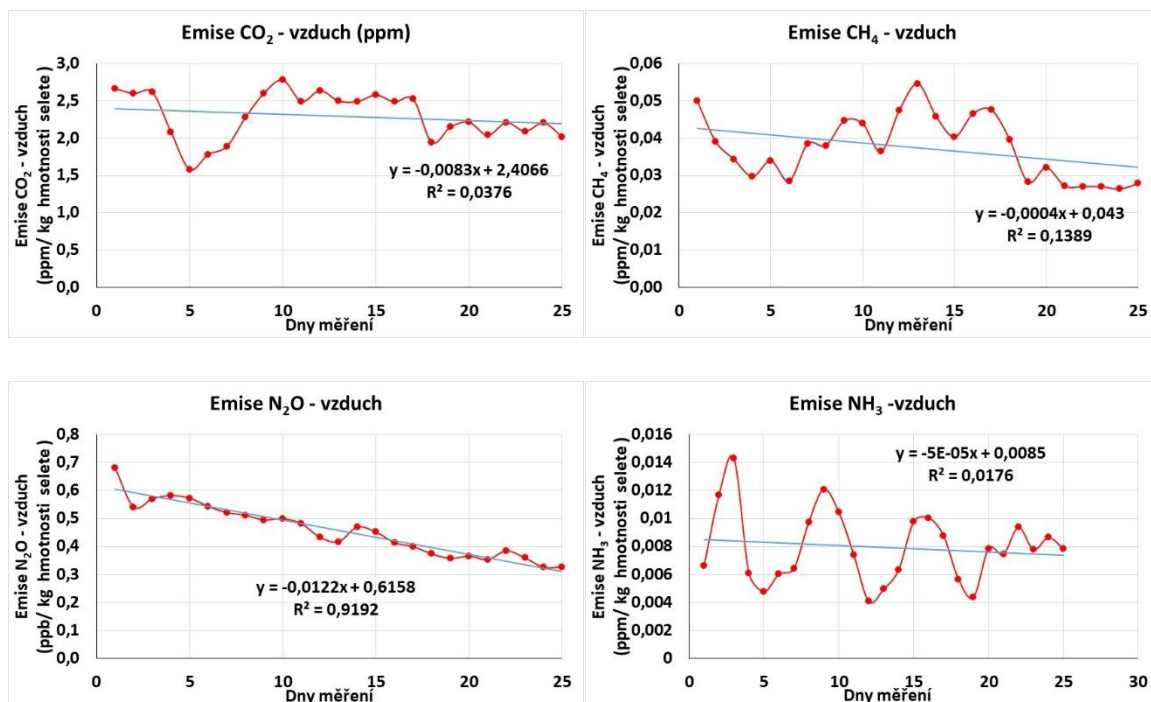 Emise CO₂ - vzduch (ppm)
Emise CO₂ - vzduch
(ppm/ kg hmotnosti selete )
3,0
2,5
2,0
1,5
1,0
0,5
0,0
y = -0,0083x + 2,4066
R² = 0,0376
0 5 10 15 20 25
Dny měření
Emise CH₄ - vzduch
Emise CH₄ - vzduch
(ppm/ kg hmotnosti selete )
0,06
0,05
0,04
0,03
0,02
0,01
0,00
y = -0,0004x + 0,043
R² = 0,1389
0 5 10 15 20 25
Dny měření
Emise N₂O - vzduch
Emise N₂O - vzduch
(ppb/ kg hmotnosti selete )
0,8
0,7
0,6
0,5
0,4
0,3
0,2
0,1
0,0
y = -0,0122x + 0,6158
R² = 0,9192
0 5 10 15 20 25
Dny měření
Emise NH₃ -vzduch
Emise NH₃ - vzduch
(ppm/ kg hmotnosti selete )
0,016
0,014
0,012
0,01
0,008
0,006
0,004
0,002
0
y = -5E-05x + 0,0085
R² = 0,0176
0 5 10 15 20 25 30
Dny měření